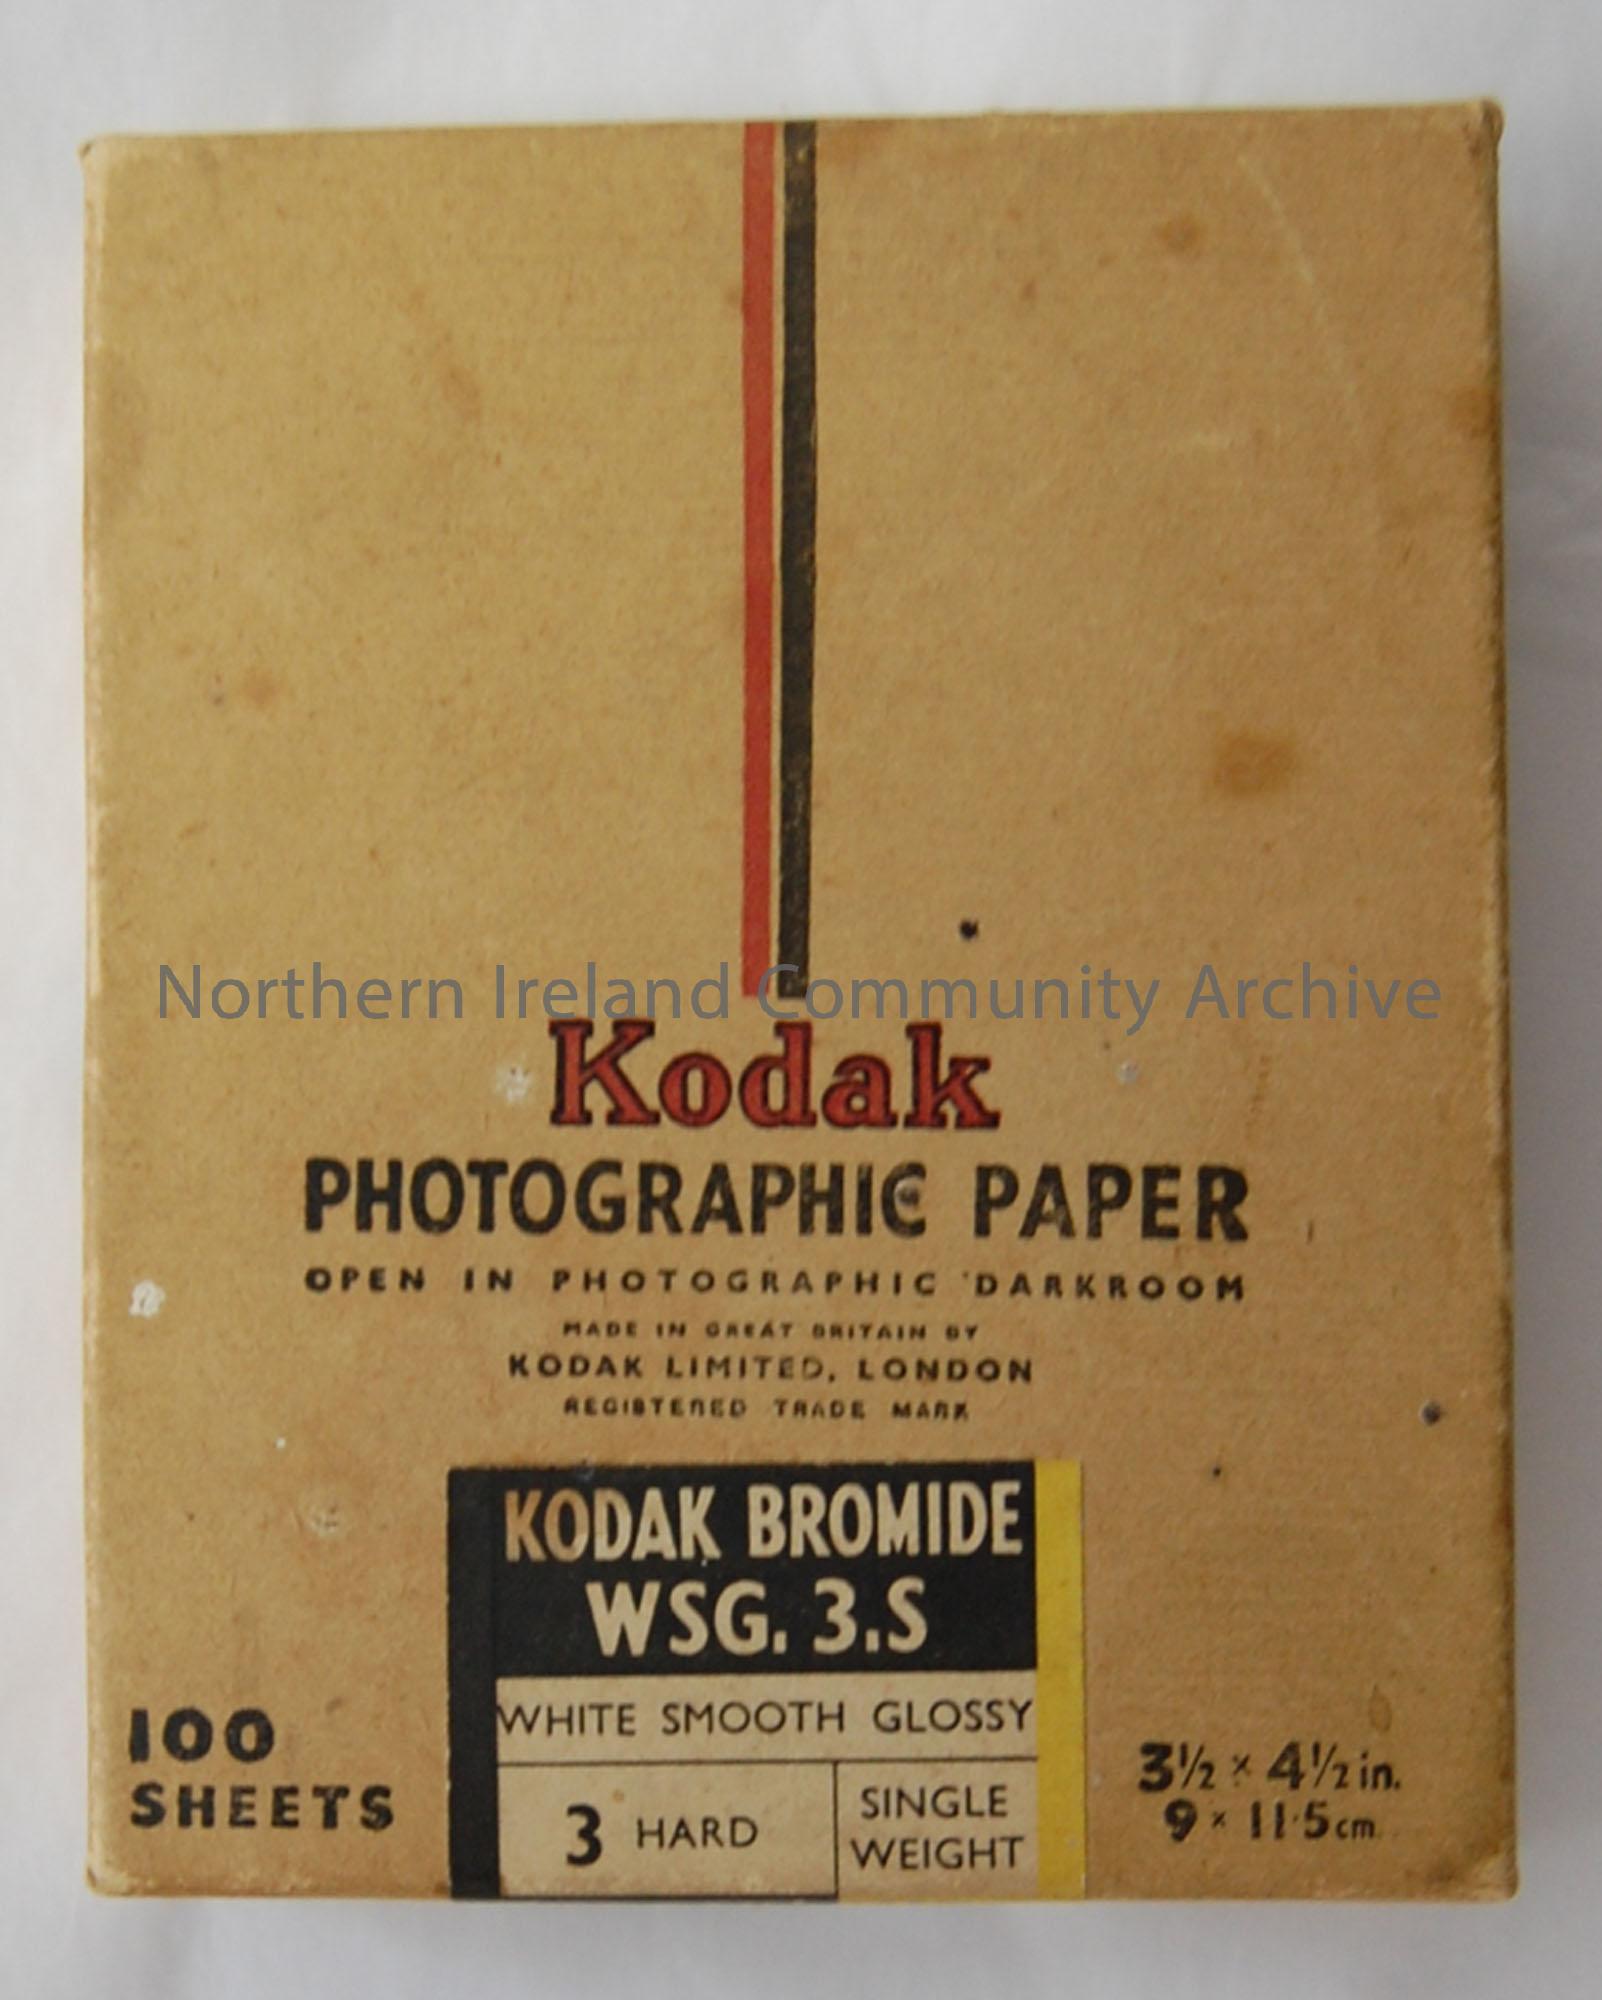 Northern Ireland Community Archive
Kodak
PHOTOGRAPHIC PAPER
OPEN IN PHOTOGRAPHIC DARKROOM
MADE IN GREAT BRITAIN BY
KODAK LIMITED, LONDON
REGISTERED TRADE MARK
KODAK BROMIDE
WSG. 3.S
WHITE SMOOTH GLOSSY
3 HARD
SINGLE
WEIGHT
100
SHEETS
3½ × 4½ in.
9 × 11·5 cm